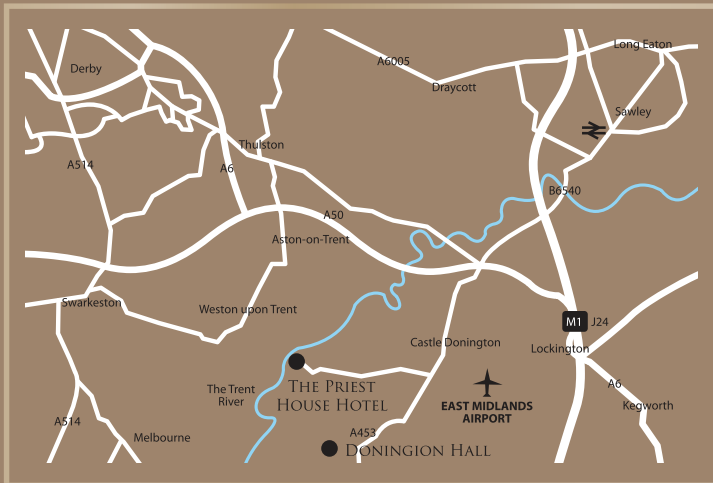 Long Eaton
A6005
Derby
Draycott
Sawley
Thulston
A514
A6
B6540
A50
Aston-on-Trent
Swarkeston
Weston upon Trent
M1 J24
Castle Donington
Lockington
The Priest
House Hotel
The Trent
River
A6
East Midlands
Airport
Kegworth
A514
A453
Melbourne
Doningion Hall